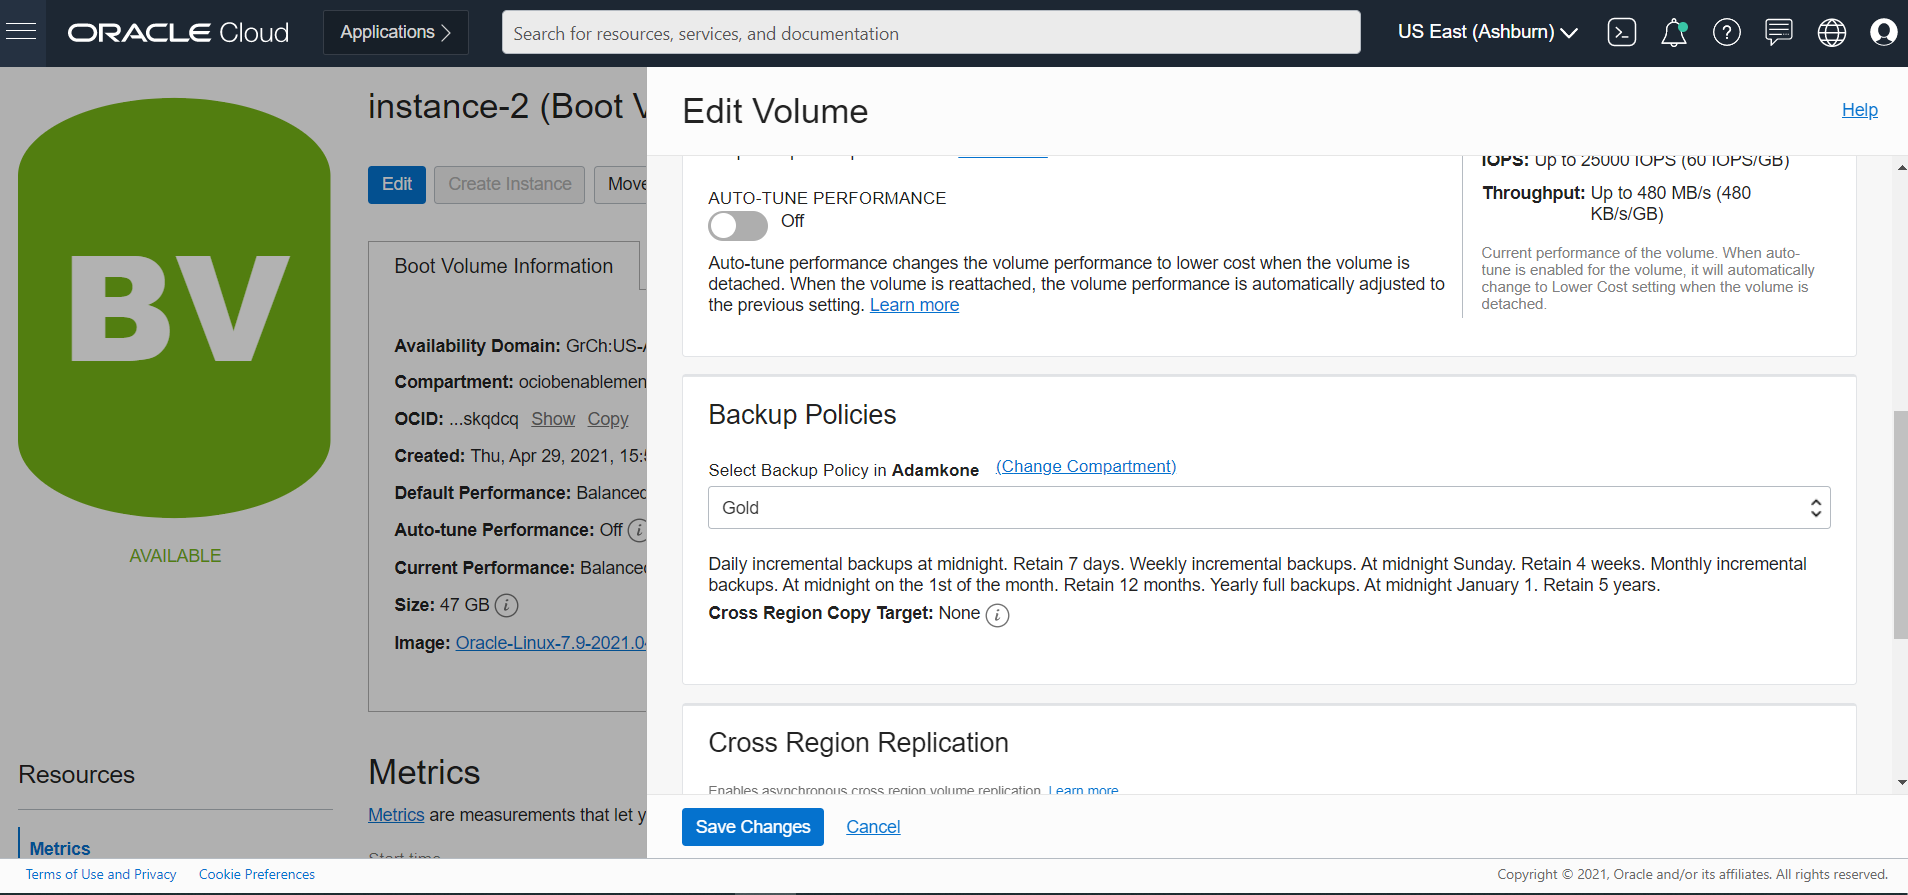 ORACLE Cloud
Applications
Search for resources, services, and documentation
US East (Ashburn)
instance-2 (Boot V
Edit
Create Instance
Move
BV
AVAILABLE
Boot Volume Information
Availability Domain: GrCh:US-
Compartment: ociobenablemen
OCID: ...skqdcq Show Copy
Created: Thu, Apr 29, 2021, 15:5
Default Performance: Balanced
Auto-tune Performance: Off
Current Performance: Balanced
Size: 47 GB
Image: Oracle-Linux-7.9-2021.0
Resources
Metrics
Metrics
Metrics are measurements that let y
Start time
Edit Volume
Help
IOPS: Up to 25000 IOPS (60 IOPS/GB)
Throughput: Up to 480 MB/s (480
KB/s/GB)
Current performance of the volume. When auto-
tune is enabled for the volume, it will automatically
change to Lower Cost setting when the volume is
detached.
AUTO-TUNE PERFORMANCE
Off
Auto-tune performance changes the volume performance to lower cost when the volume is
detached. When the volume is reattached, the volume performance is automatically adjusted to
the previous setting. Learn more
Backup Policies
Select Backup Policy in Adamkone (Change Compartment)
Gold
Daily incremental backups at midnight. Retain 7 days. Weekly incremental backups. At midnight Sunday. Retain 4 weeks. Monthly incremental
backups. At midnight on the 1st of the month. Retain 12 months. Yearly full backups. At midnight January 1. Retain 5 years.
Cross Region Copy Target: None
Cross Region Replication
Enables asynchronous cross region volume replication. Learn more
Save Changes
Cancel
Terms of Use and Privacy
Cookie Preferences
Copyright © 2021, Oracle and/or its affiliates. All rights reserved.